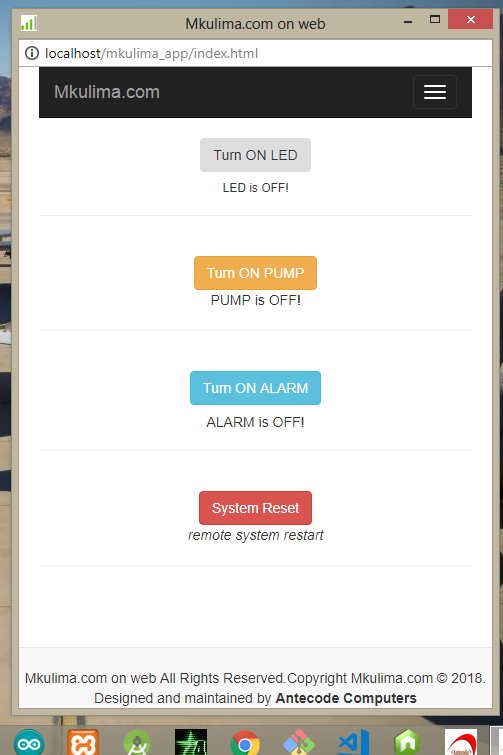 Mkulima.com on web
localhost/mkulima_app/index.html
Mkulima.com
Turn ON LED
LED is OFF!
Turn ON PUMP
PUMP is OFF!
Turn ON ALARM
ALARM is OFF!
System Reset
remote system restart
Mkulima.com on web All Rights Reserved.Copyright Mkulima.com © 2018.
Designed and maintained by Antecode Computers